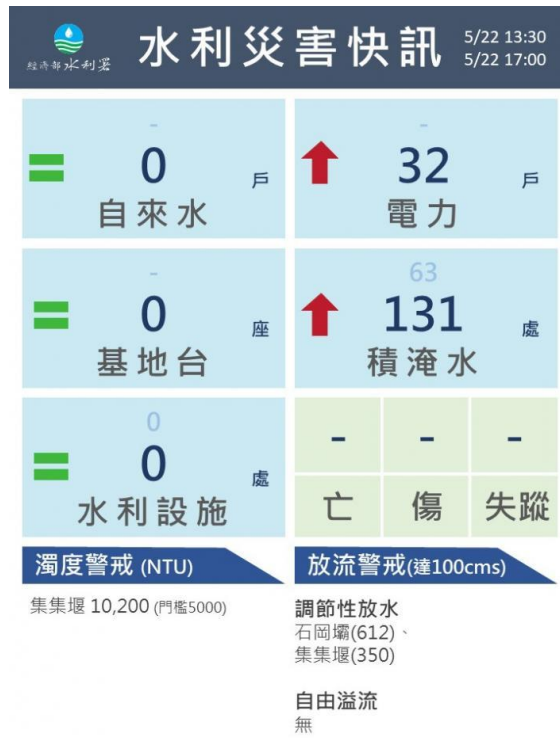 經濟部水利署
水利災害快訊
5/22 13:30
5/22 17:00
-
0
戶
自來水
-
32
戶
電力
-
0
座
基地台
63
131
處
積淹水
0
0
處
水利設施
- - -
亡 傷 失蹤
濁度警戒 (NTU)
集集堰 10,200 (門檻5000)
放流警戒(達100cms)
調節性放水
石岡壩(612)、
集集堰(350)
自由溢流
無